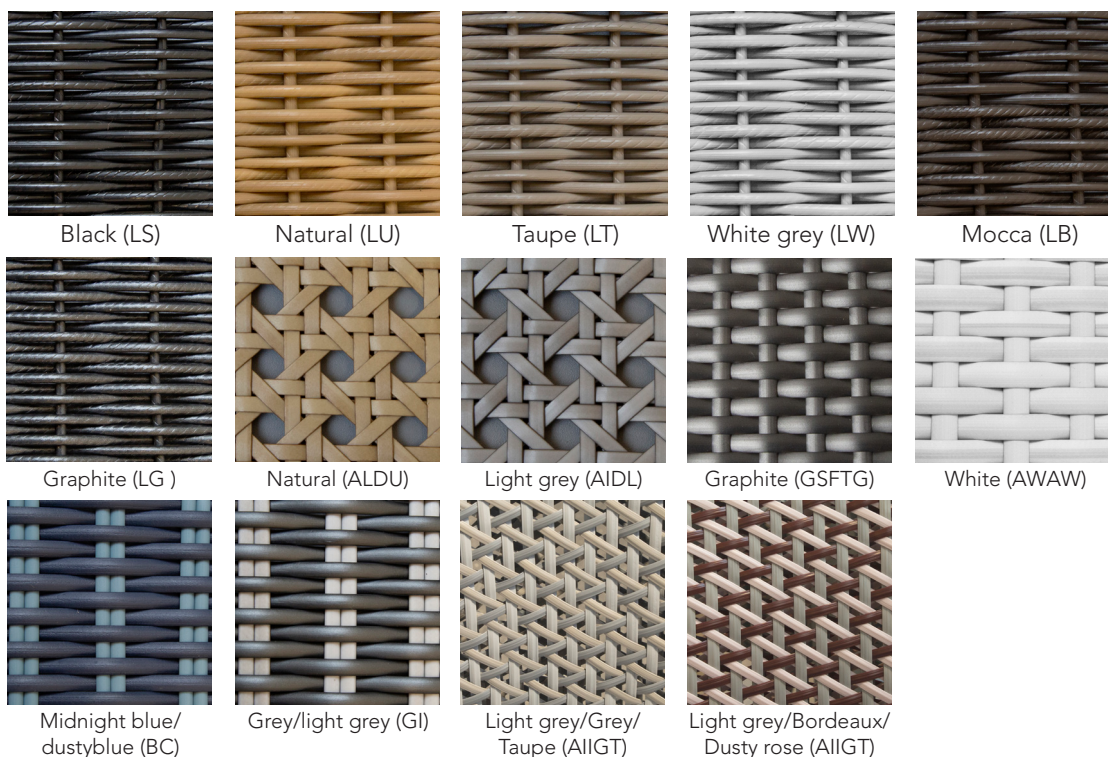 Black (LS)
Natural (LU)
Taupe (LT)
White grey (LW)
Mocca (LB)
Graphite (LG )
Natural (ALDU)
Light grey (AIDL)
Graphite (GSFTG)
White (AWAW)
Midnight blue/
dustyblue (BC)
Grey/light grey (GI)
Light grey/Grey/
Taupe (AIIGT)
Light grey/Bordeaux/
Dusty rose (AIIGT)